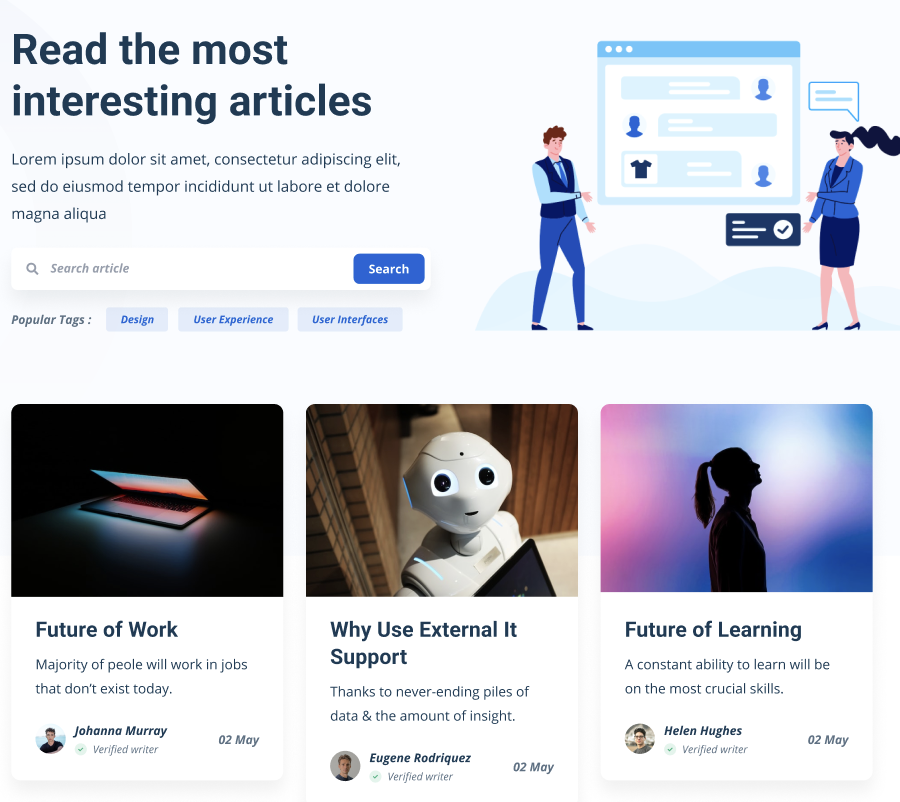 Read the most
interesting articles
Lorem ipsum dolor sit amet, consectetur adipiscing elit,
sed do eiusmod tempor incididunt ut labore et dolore
magna aliqua
Search article
Search
Popular Tags :
Design
User Experience
User Interfaces
Future of Work
Majority of peole will work in jobs
that don’t exist today.
Johanna Murray
Verified writer
02 May
Why Use External It
Support
Thanks to never-ending piles of
data & the amount of insight.
Eugene Rodriquez
Verified writer
02 May
Future of Learning
A constant ability to learn will be
on the most crucial skills.
Helen Hughes
Verified writer
02 May